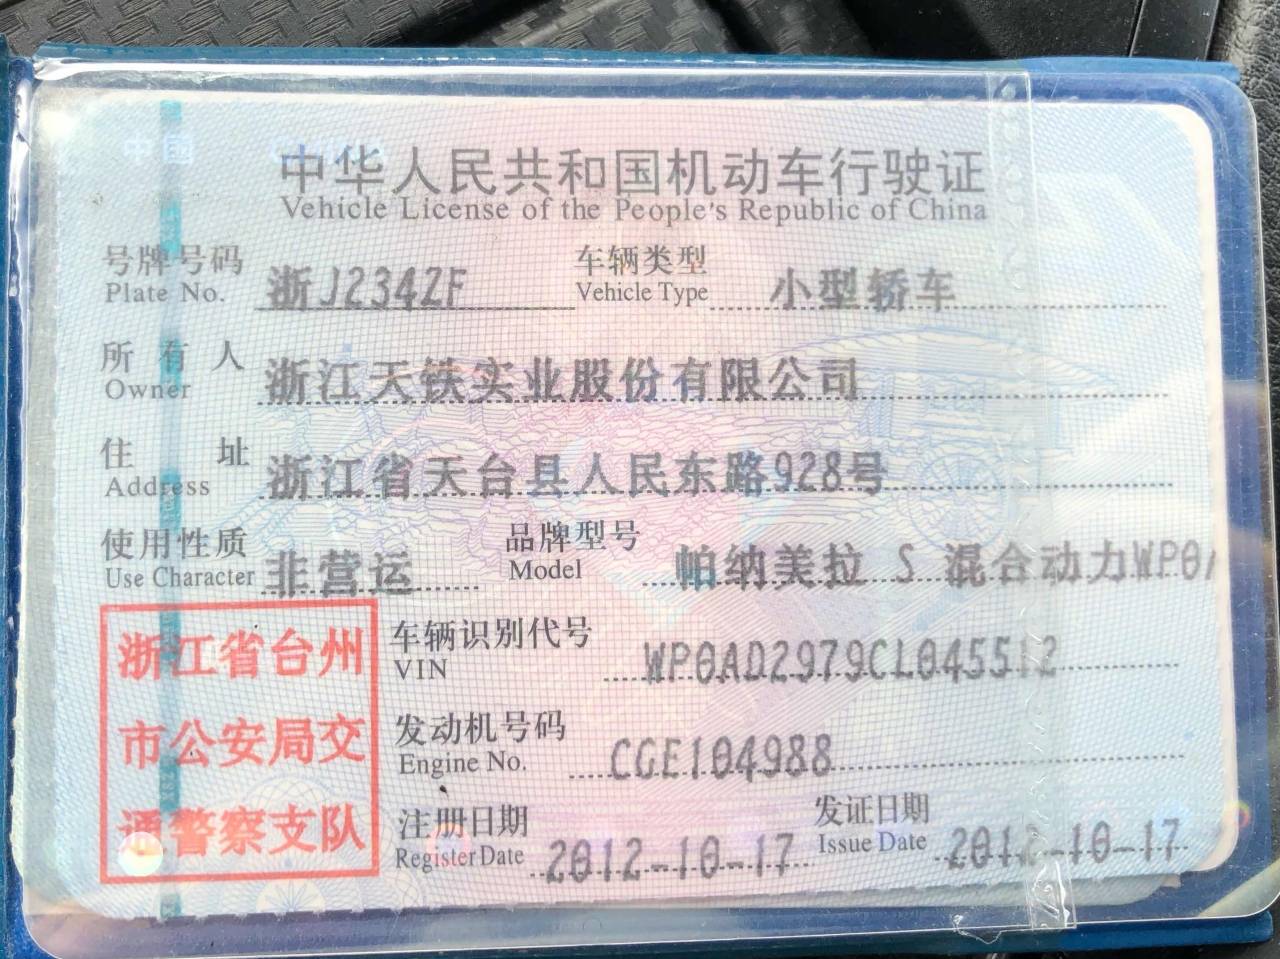 中国
中华人民共和国机动车行驶证
Vehicle License of the People's Republic of China
号牌号码 浙J2342F 车辆类型 小型轿车
Plate No. Vehicle Type
所有人 浙江天铁实业股份有限公司
Owner
住址 浙江省天台县人民东路928号
Address
使用性质 非营运 品牌型号 帕纳美拉 S 混合动力WP0A
Use Character Model
浙江省台州
市公安局交
通警察支队
车辆识别代号 WP0AD2979CL045512
VIN
发动机号码 CGE104988
Engine No.
注册日期 2012-10-17 发证日期 2012-10-17
Register Date Issue Date